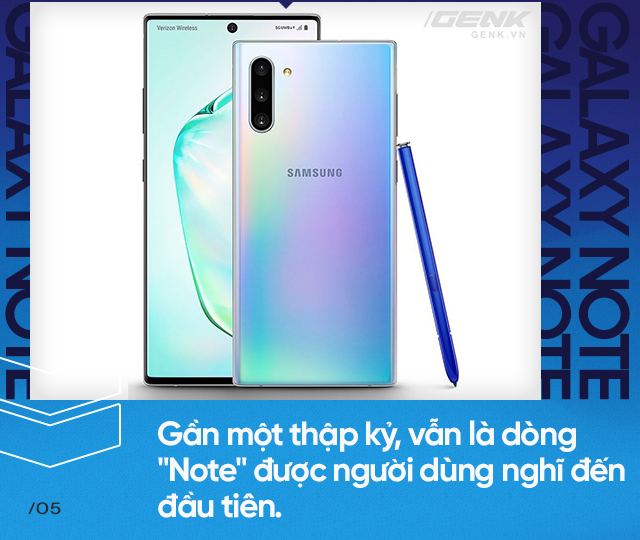 /GENK
GENK.VN
Verizon Wireless
SAMSUNG
GALAXY NOTE
GALAXY NOTE
GALAXY NOTE
Gần một thập kỷ, vẫn là dòng
"Note" được người dùng nghĩ đến
đầu tiên.
/05